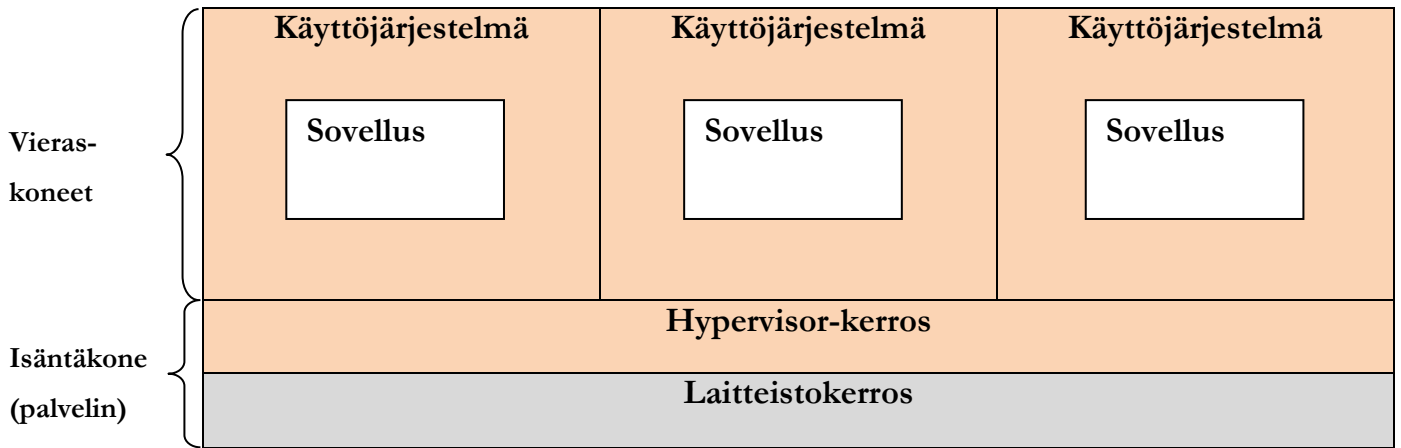 Käyttöjärjestelmä
Käyttöjärjestelmä
Käyttöjärjestelmä
Sovellus
Sovellus
Sovellus
Vieras-
koneet
Hypervisor-kerros
Isäntäkone
(palvelin)
Laitteistokerros